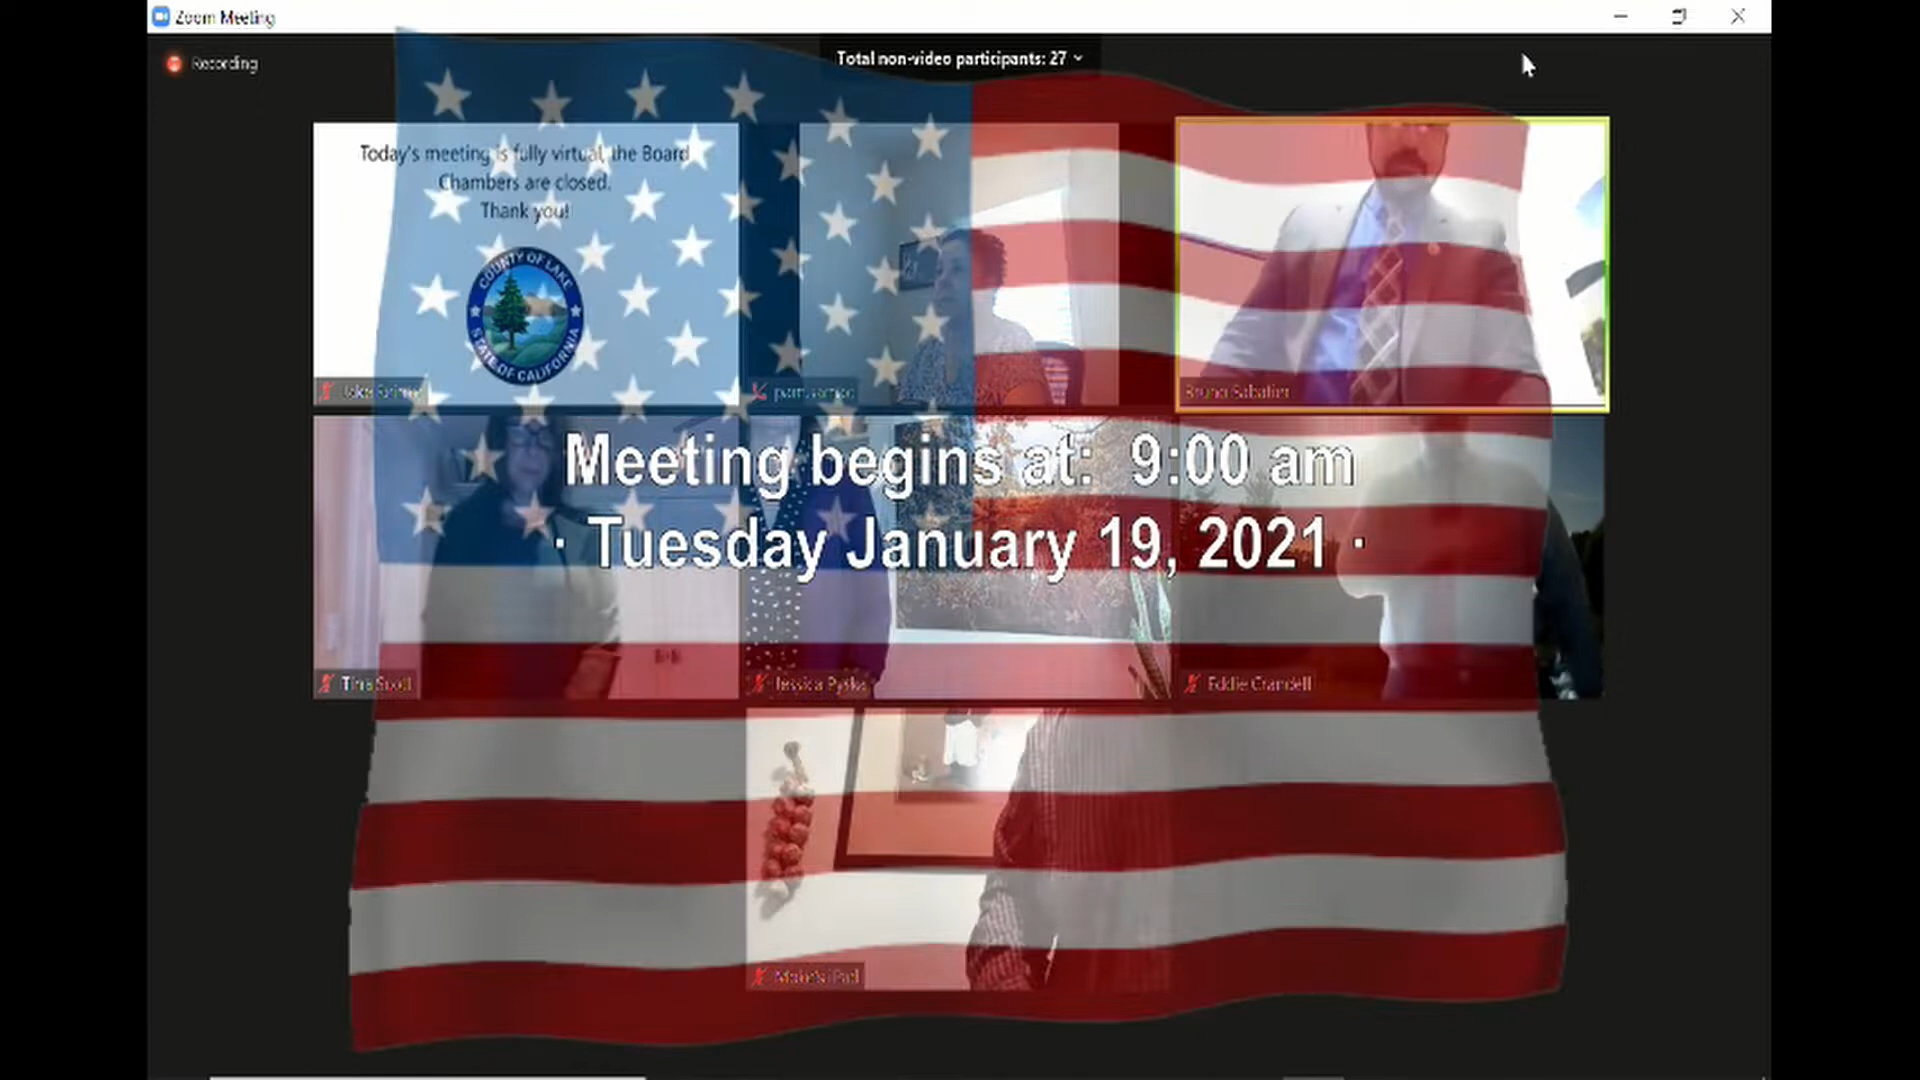 Zoom Meeting
Recording
Total non-video participants: 27
Today's meeting is fully virtual, the Board
Chambers are closed.
Thank you!
COUNTY OF LAKE
STATE OF CALIFORNIA
Bruno Sabatier
Meeting begins at: 9:00 am
· Tuesday January 19, 2021 ·
Tina Scott
Jessica Pyska
Eddie Crandell